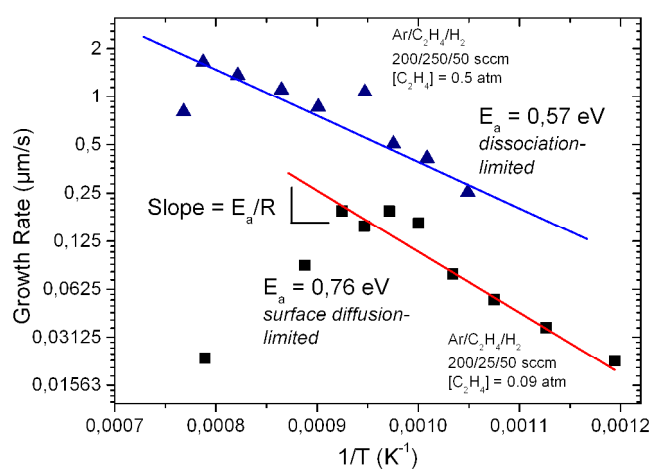 Ar/C₂H₄/H₂
200/250/50 sccm
[C₂H₄] = 0.5 atm
Eₐ = 0,57 eV
dissociation-
limited
Slope = Eₐ/R
Eₐ = 0,76 eV
surface diffusion-
limited
Ar/C₂H₄/H₂
200/25/50 sccm
[C₂H₄] = 0.09 atm
Growth Rate (µm/s)
2
1
0,5
0,25
0,125
0,0625
0,03125
0,01563
0,0007 0,0008 0,0009 0,0010 0,0011 0,0012
1/T (K⁻¹)